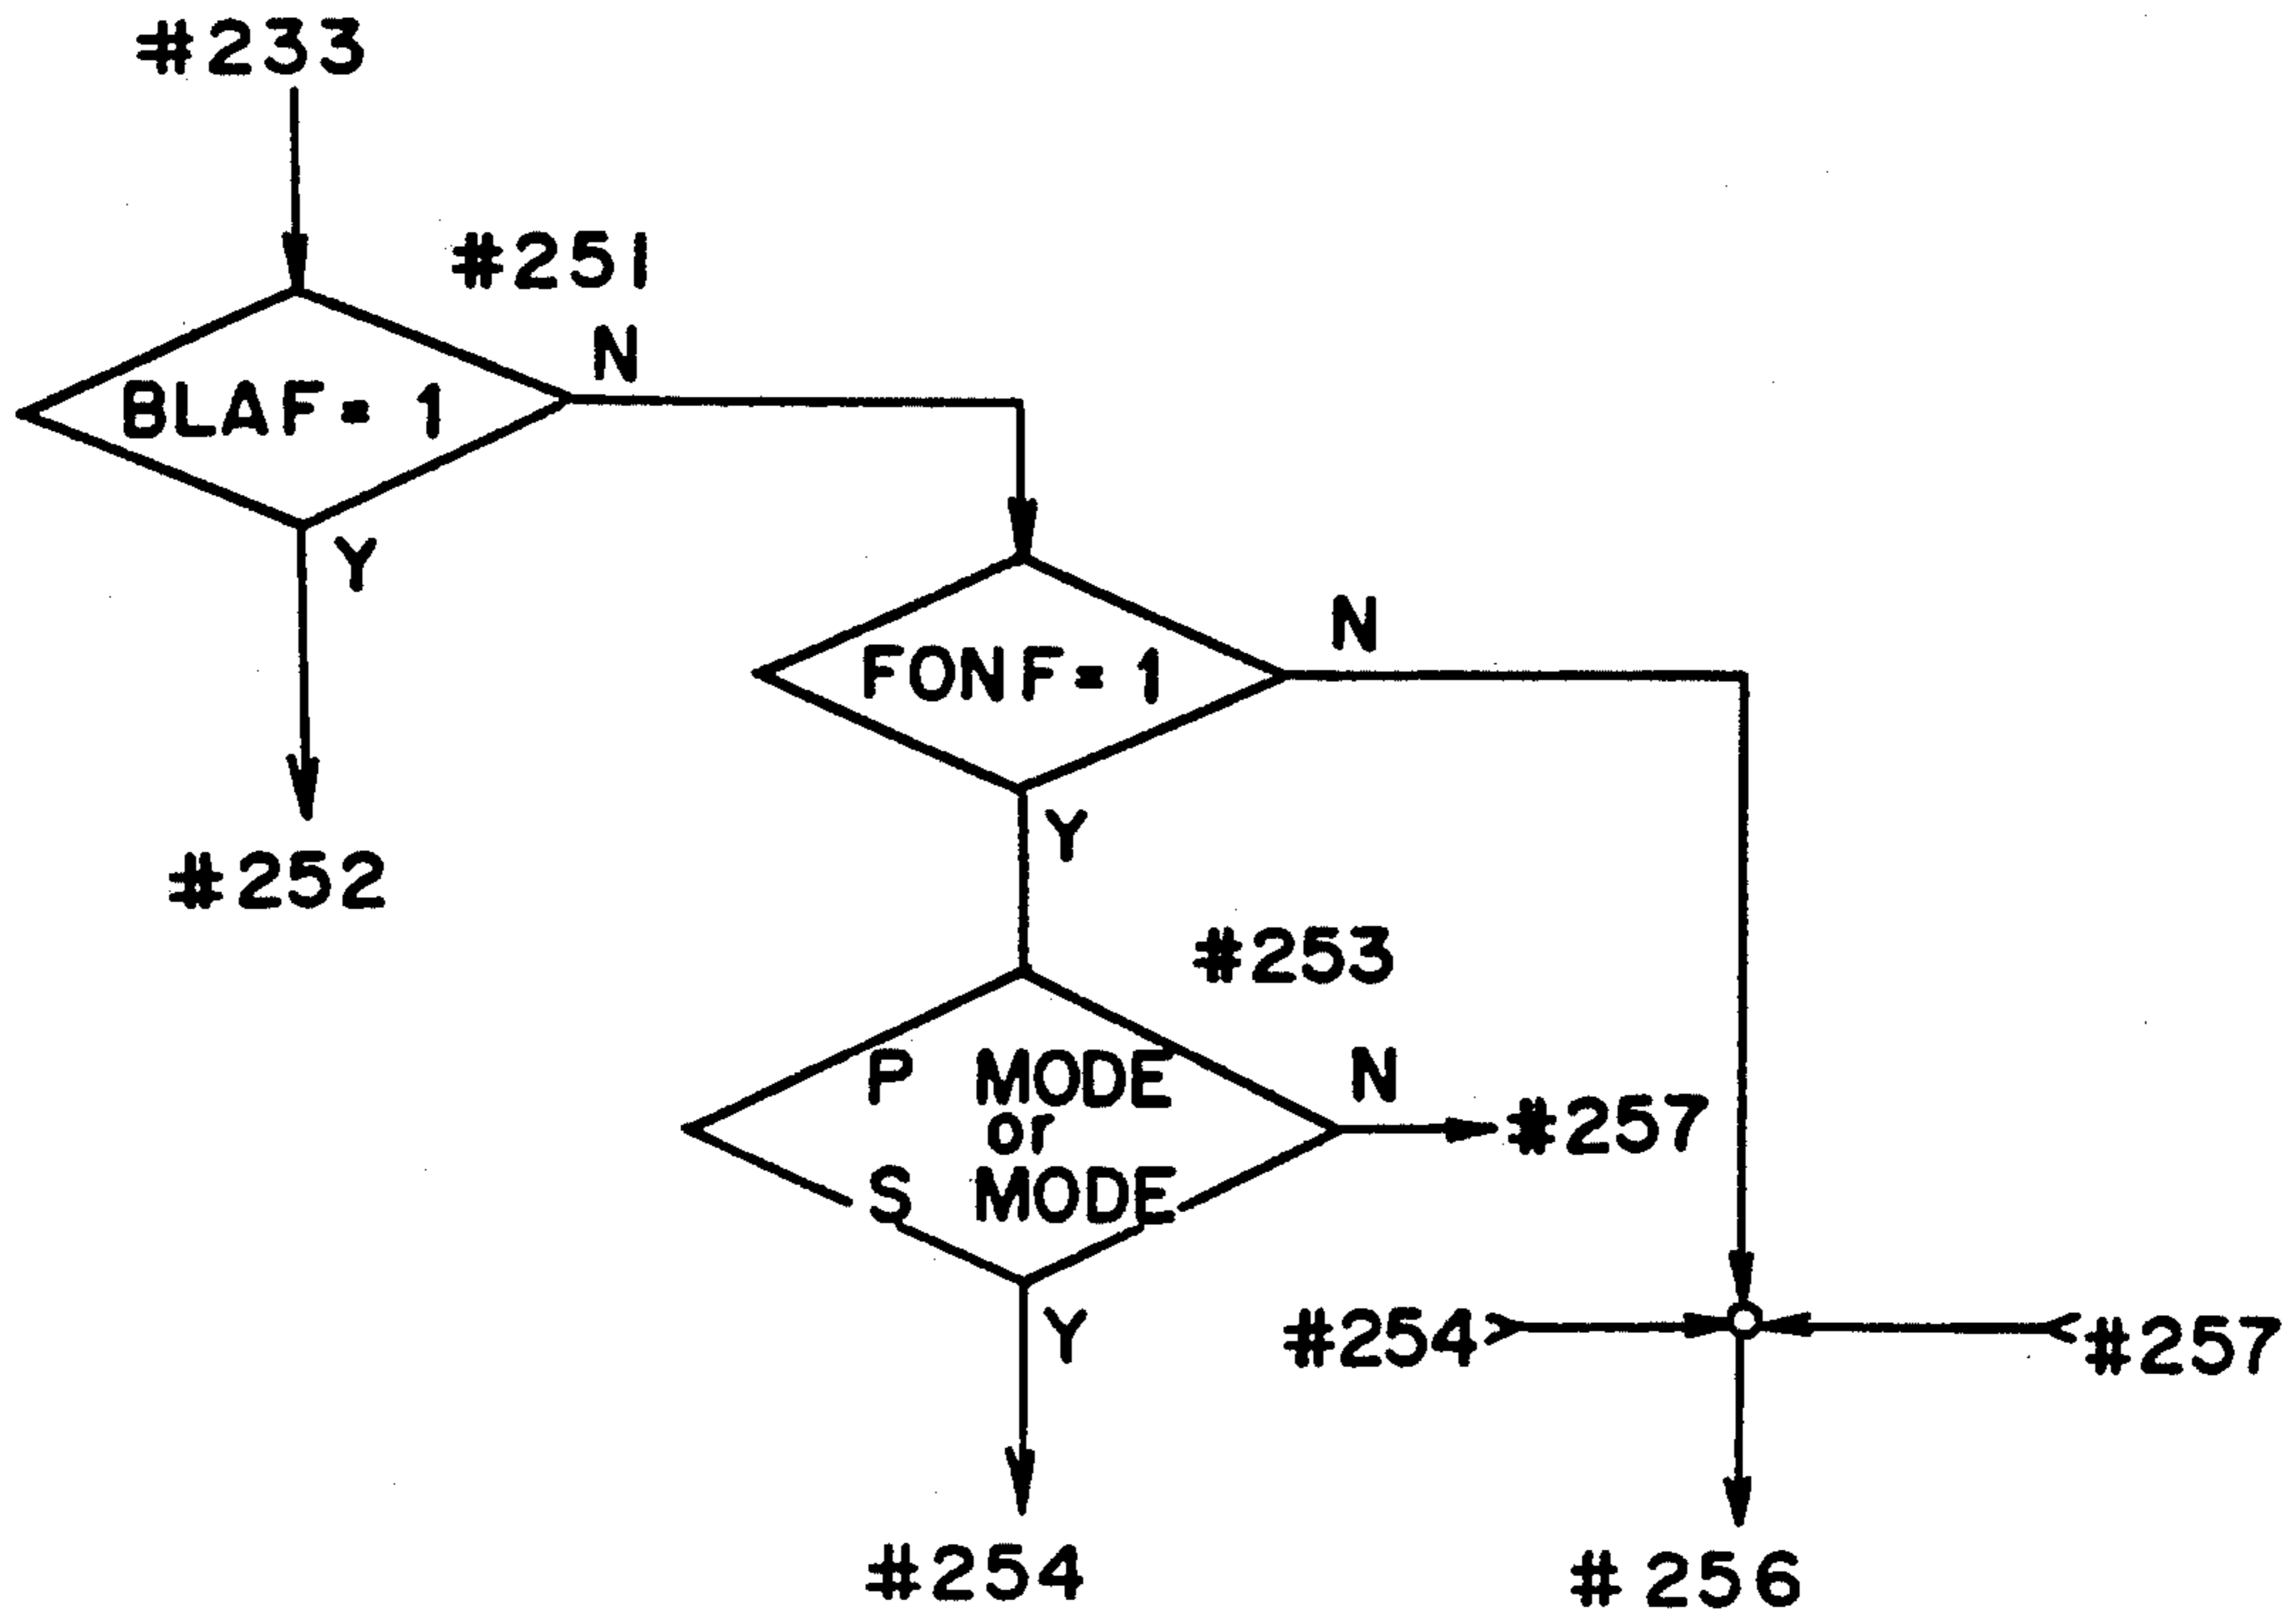 #233
#251
N
BLAF=1
Y
#252
N
FONF=1
Y
#253
P MODE
or
S MODE
N
#257
Y
#254
#257
#254
#256